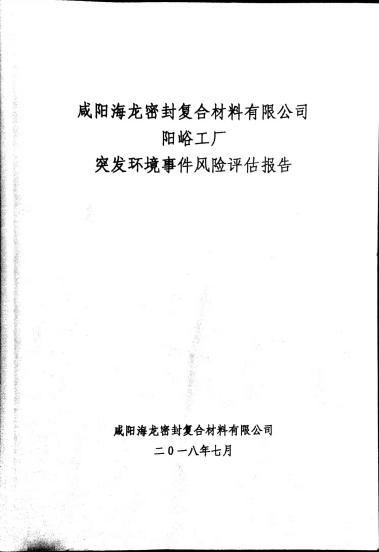 咸阳海龙密封复合材料有限公司
阳峪工厂
突发环境事件风险评估报告
咸阳海龙密封复合材料有限公司
二0一八年七月